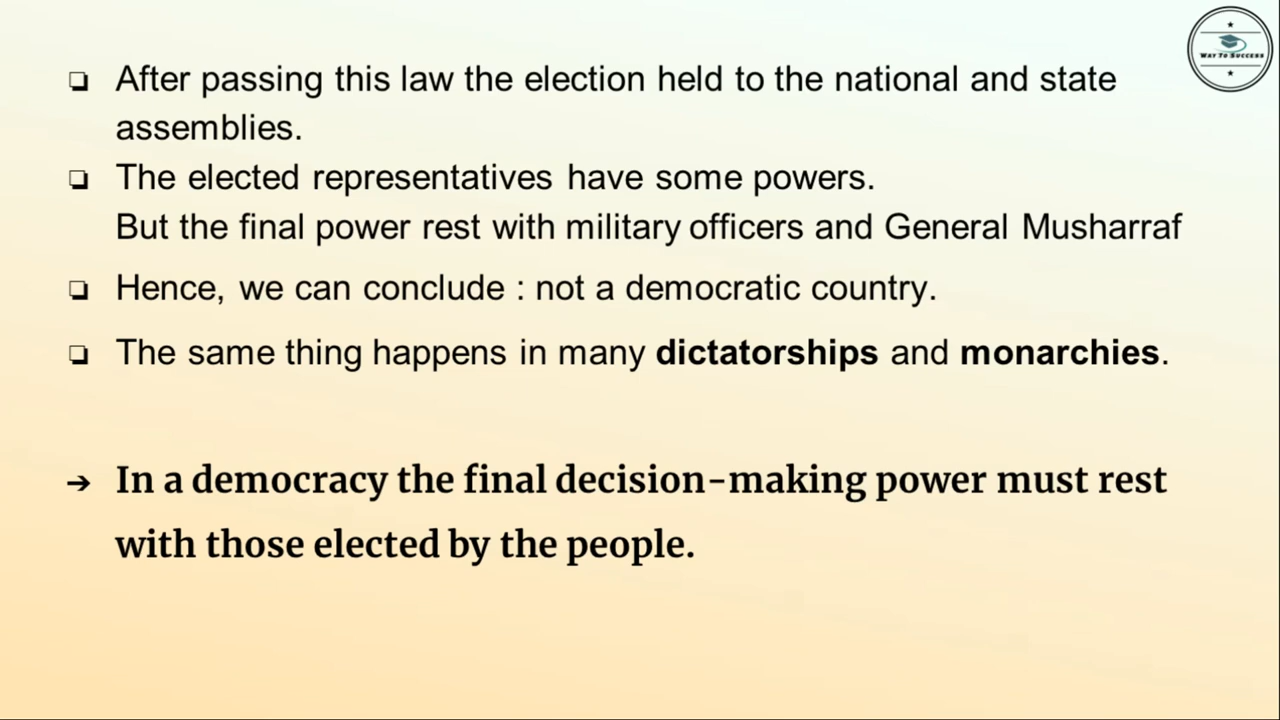 WAY TO SUCCESS
❏ After passing this law the election held to the national and state
assemblies.
❏ The elected representatives have some powers.
But the final power rest with military officers and General Musharraf
❏ Hence, we can conclude : not a democratic country.
❏ The same thing happens in many dictatorships and monarchies.
➔ In a democracy the final decision-making power must rest
with those elected by the people.